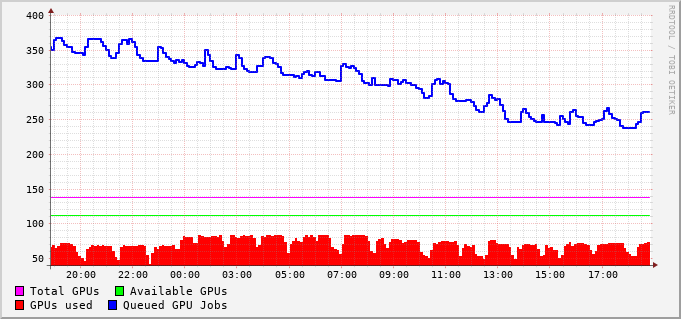 400
350
300
250
200
150
100
50
20:00 22:00 00:00 03:00 05:00 07:00 09:00 11:00 13:00 15:00 17:00
Total GPUs Available GPUs
GPUs used Queued GPU Jobs
RRDTOOL / TOBI OETIKER